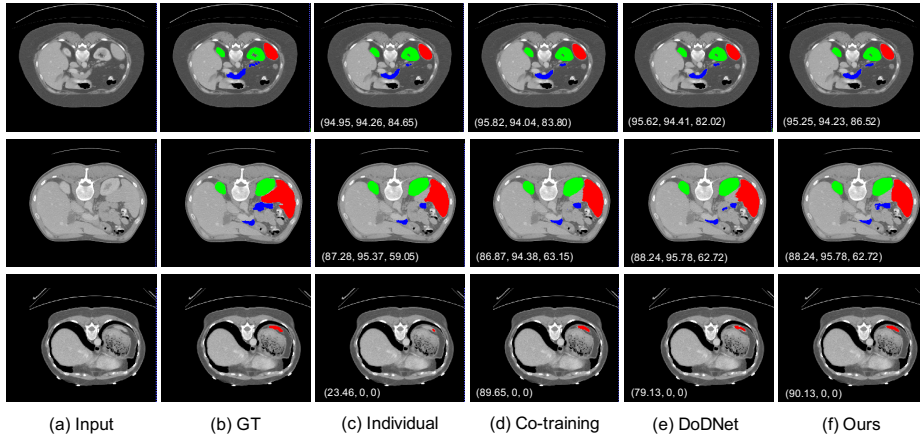 (94.95, 94.26, 84.65) (95.82, 94.04, 83.80) (95.62, 94.41, 82.02) (95.25, 94.23, 86.52)
(87.28, 95.37, 59.05) (86.87, 94.38, 63.15) (88.24, 95.78, 62.72) (88.24, 95.78, 62.72)
(23.46, 0, 0) (89.65, 0, 0) (79.13, 0, 0) (90.13, 0, 0)
(a) Input (b) GT (c) Individual (d) Co-training (e) DoDNet (f) Ours